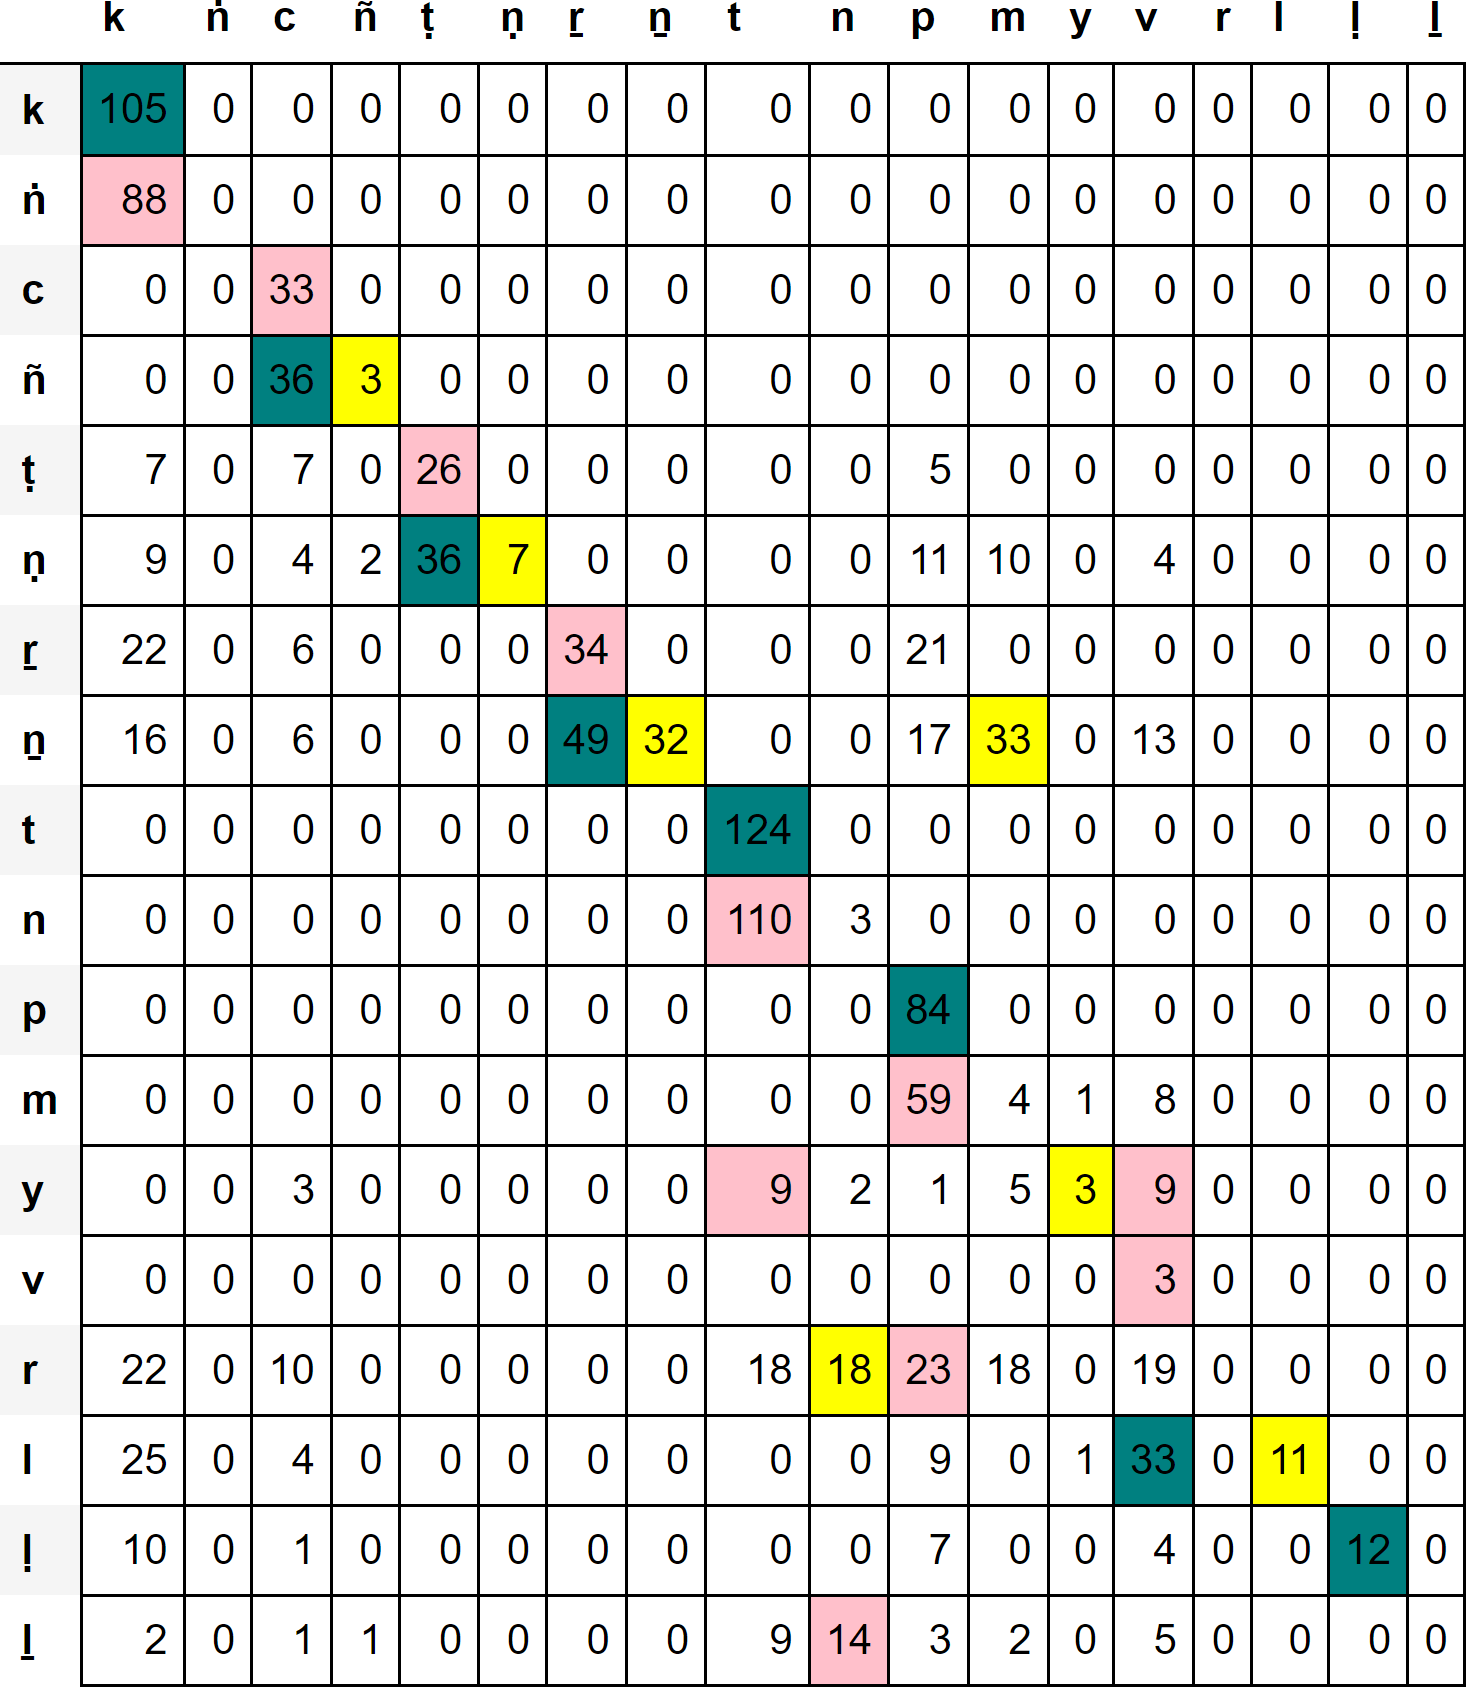 k ṅ c ñ ṭ ṇ ṟ ṉ t n p m y v r l ḷ ḻ
k 105 0 0 0 0 0 0 0 0 0 0 0 0 0 0 0 0 0
ṅ 88 0 0 0 0 0 0 0 0 0 0 0 0 0 0 0 0 0
c 0 0 33 0 0 0 0 0 0 0 0 0 0 0 0 0 0 0
ñ 0 0 36 3 0 0 0 0 0 0 0 0 0 0 0 0 0 0
ṭ 7 0 7 0 26 0 0 0 0 0 5 0 0 0 0 0 0 0
ṇ 9 0 4 2 36 7 0 0 0 0 11 10 0 4 0 0 0 0
ṟ 22 0 6 0 0 0 34 0 0 0 21 0 0 0 0 0 0 0
ṉ 16 0 6 0 0 0 49 32 0 0 17 33 0 13 0 0 0 0
t 0 0 0 0 0 0 0 0 124 0 0 0 0 0 0 0 0 0
n 0 0 0 0 0 0 0 0 110 3 0 0 0 0 0 0 0 0
p 0 0 0 0 0 0 0 0 0 0 84 0 0 0 0 0 0 0
m 0 0 0 0 0 0 0 0 0 0 59 4 1 8 0 0 0 0
y 0 0 3 0 0 0 0 0 9 2 1 5 3 9 0 0 0 0
v 0 0 0 0 0 0 0 0 0 0 0 0 0 3 0 0 0 0
r 22 0 10 0 0 0 0 0 18 18 23 18 0 19 0 0 0 0
l 25 0 4 0 0 0 0 0 0 0 9 0 1 33 0 11 0 0
ḷ 10 0 1 0 0 0 0 0 0 0 7 0 0 4 0 0 12 0
ḻ 2 0 1 1 0 0 0 0 9 14 3 2 0 5 0 0 0 0